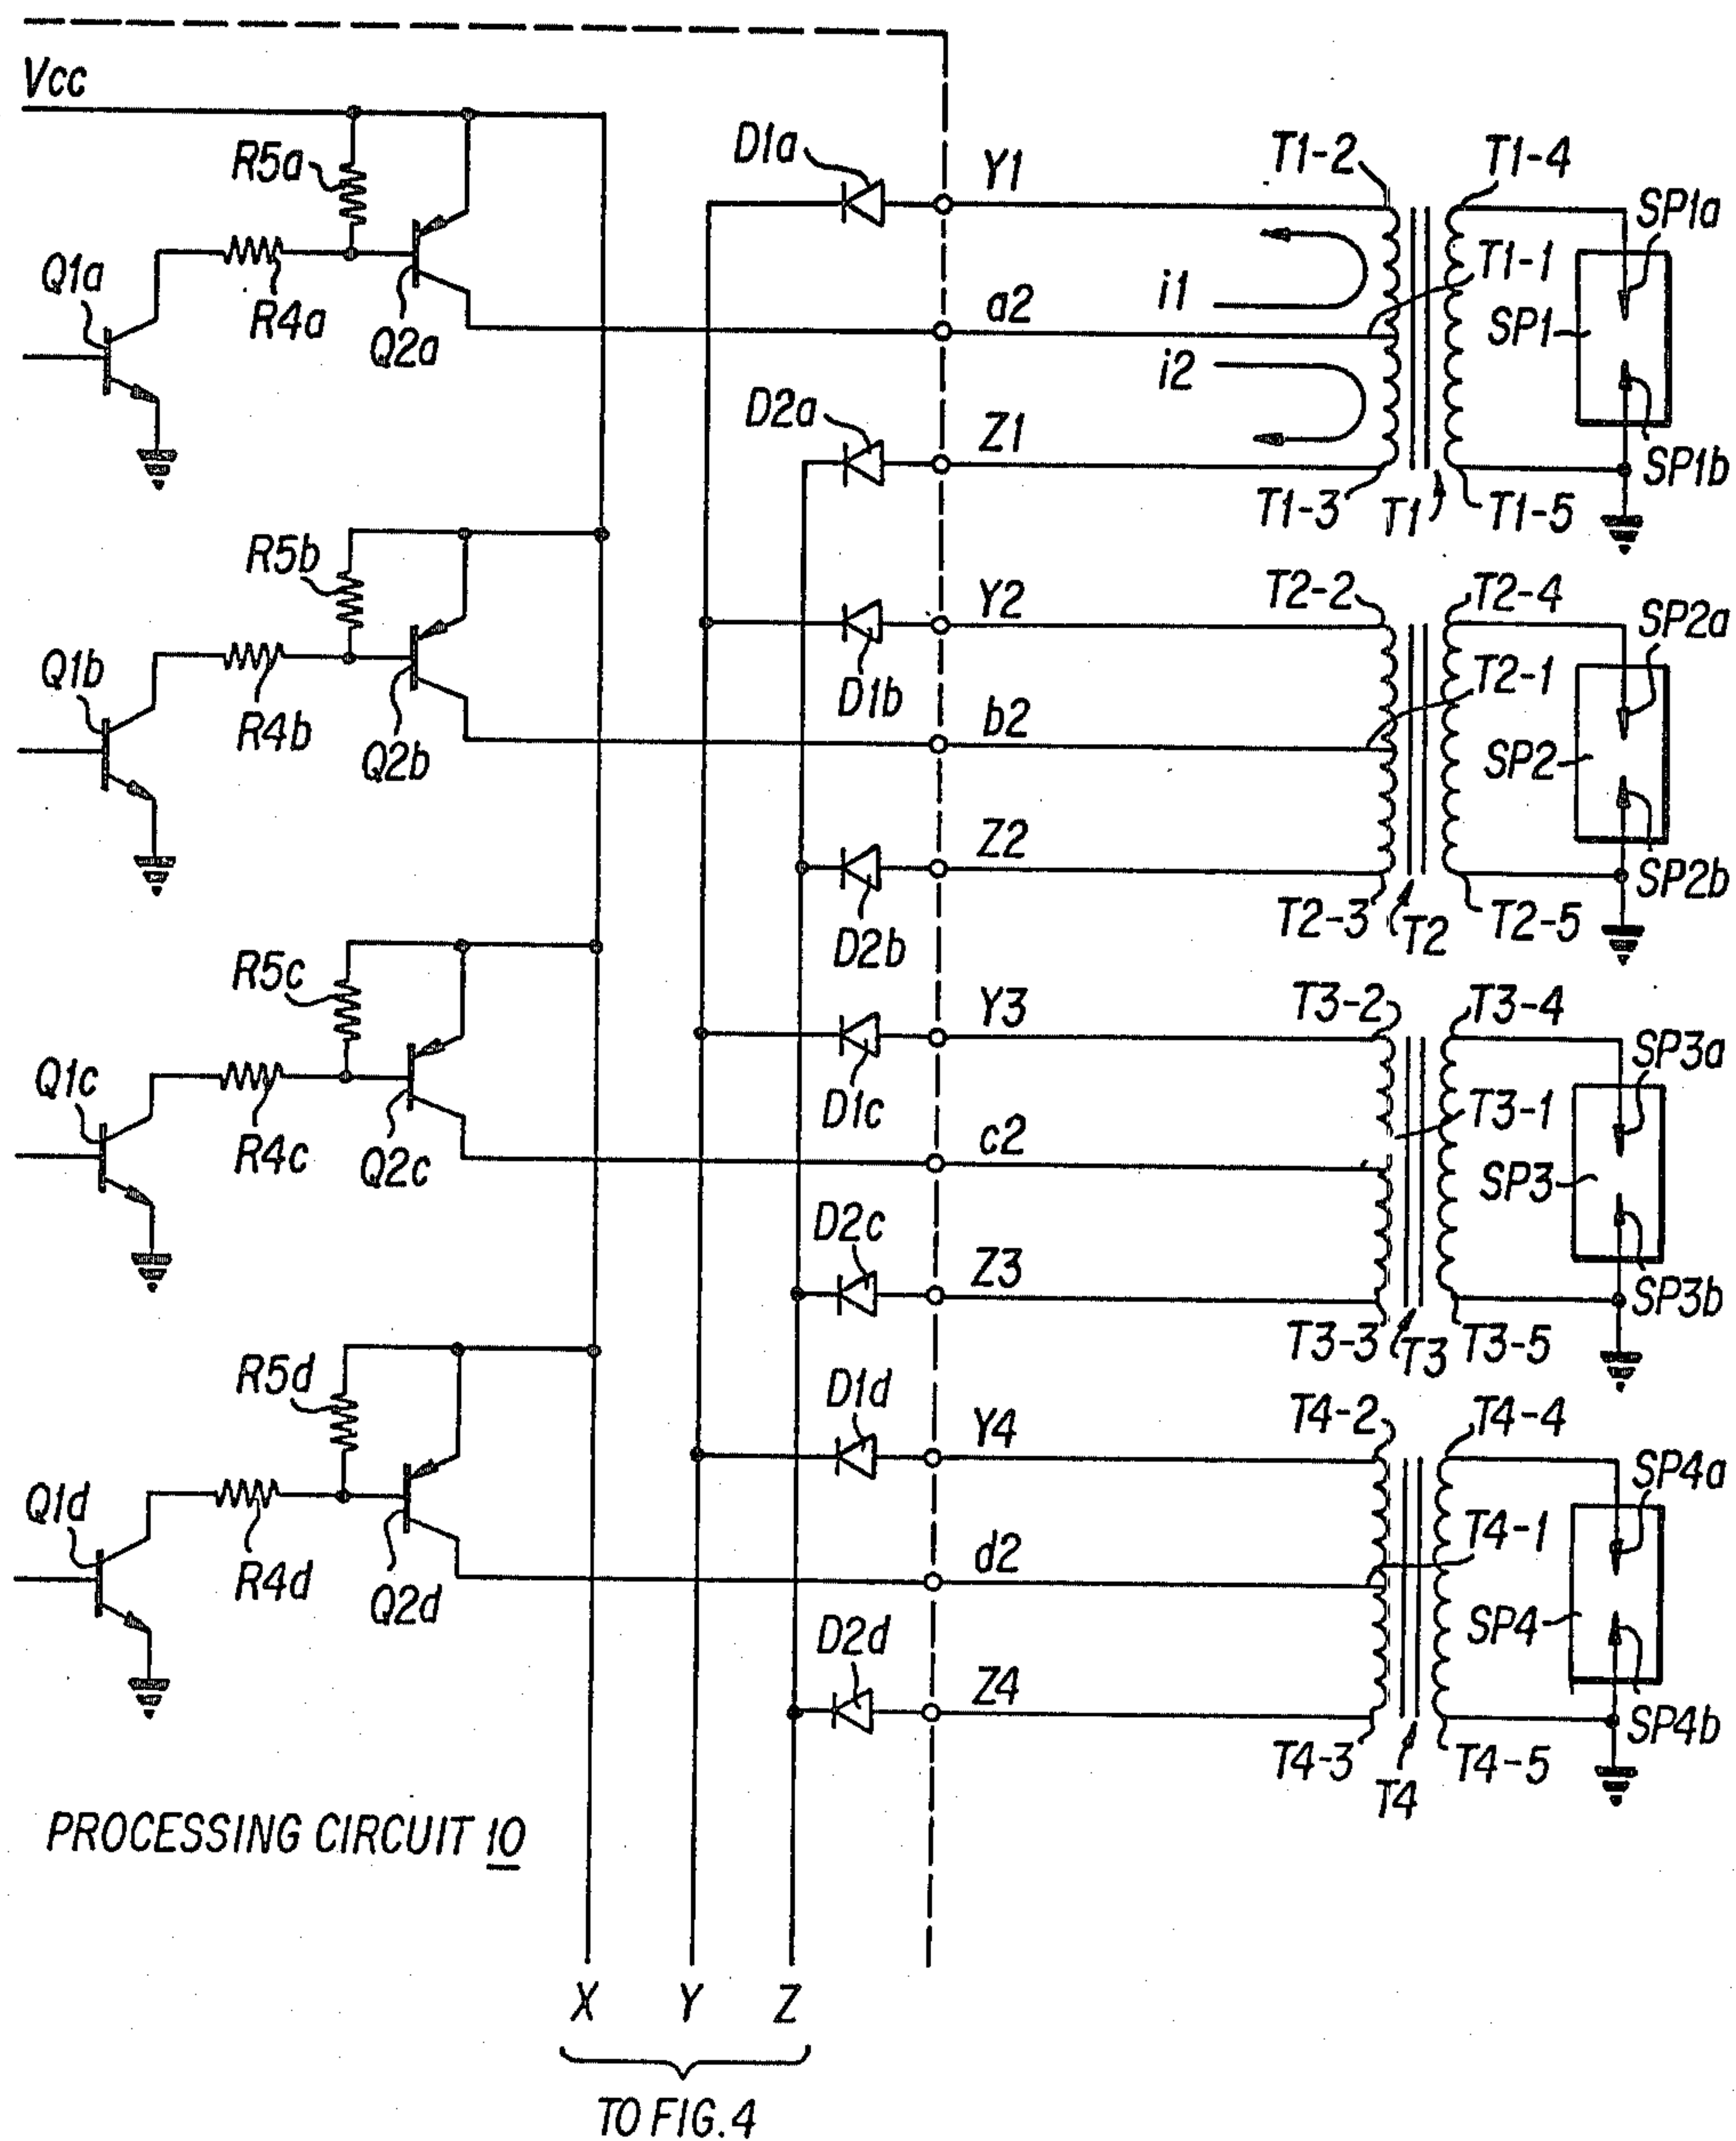 Vcc
D1a
Y1
T1-2
T1-4
R5a
SP1a
Q1a
R4a
Q2a
a2
i1
T1-1
SP1
i2
D2a
Z1
T1-3
T1
T1-5
SP1b
R5b
Y2
T2-2
T2-4
SP2a
Q1b
R4b
Q2b
D1b
b2
T2-1
SP2
Z2
D2b
T2-3
T2
T2-5
SP2b
R5c
Y3
T3-2
T3-4
SP3a
Q1c
R4c
Q2c
D1c
c2
T3-1
SP3
D2c
Z3
T3-3
T3
T3-5
SP3b
R5d
D1d
Y4
T4-2
T4-4
SP4a
Q1d
R4d
Q2d
d2
T4-1
SP4
D2d
Z4
T4-3
T4
T4-5
SP4b
PROCESSING CIRCUIT 10
X Y Z
TO FIG. 4